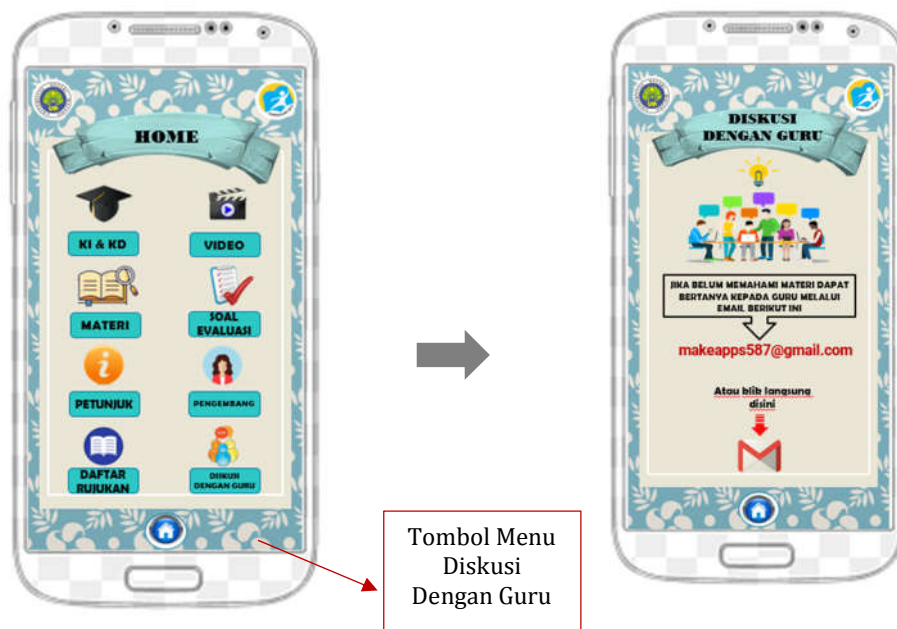 HOME
KI & KD
VIDEO
MATERI
SOAL
EVALUASI
PETUNJUK
PENGEMBANG
DAFTAR
RUJUKAN
DISKUSI
DENGAN GURU
Tombol Menu
Diskusi
Dengan Guru
DISKUSI
DENGAN GURU
JIKA BELUM MEMAHAMI MATERI DAPAT
BERTANYA KEPADA GURU MELALUI
EMAIL BERIKUT INI
makeapps587@gmail.com
Atau blik langsung
disini